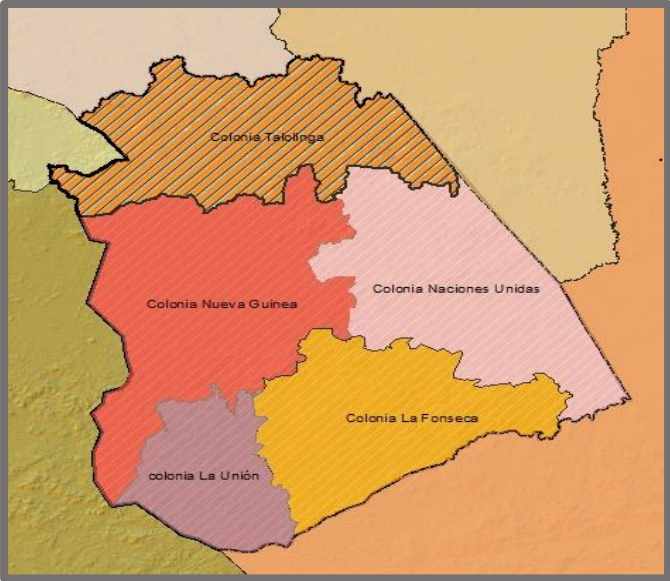 Colonia Talolinga
Colonia Naciones Unidas
Colonia Nueva Guinea
Colonia La Fonseca
colonia La Unión